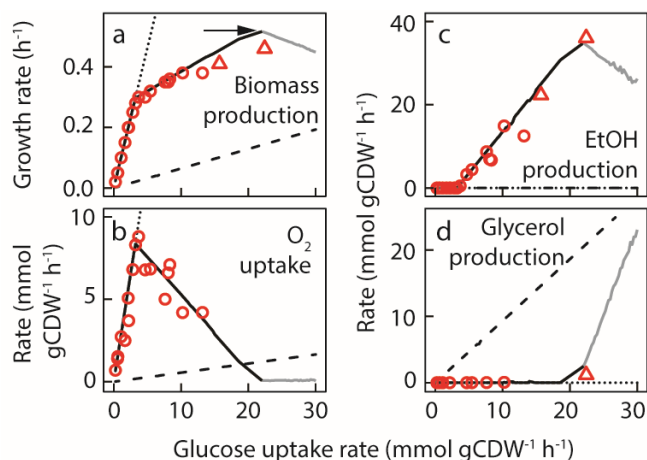 Growth rate (h⁻¹)
0.4
0.2
0.0
a
Biomass
production
Rate (mmol
gCDW⁻¹ h⁻¹)
10
5
0
b
O₂
uptake
0
10
20
30
Rate (mmol gCDW⁻¹ h⁻¹)
40
20
0
c
EtOH
production
20
10
0
d
Glycerol
production
0
10
20
30
Glucose uptake rate (mmol gCDW⁻¹ h⁻¹)